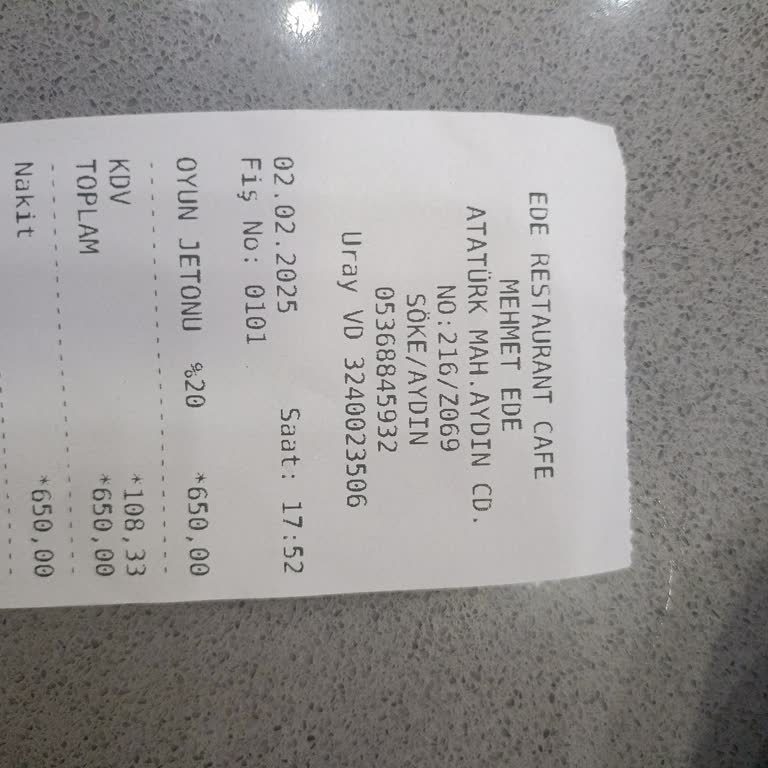 EDE RESTAURANT CAFE
MEHMET EDE
ATATÜRK MAH.AYDIN CD.
NO:216/Z069
SÖKE/AYDIN
05368845932
Uray VD 3240023506
02.02.2025 Saat: 17:52
Fiş No: 0101
OYUN JETONU %20 *650,00
KDV *108,33
TOPLAM *650,00
Nakit *650,00